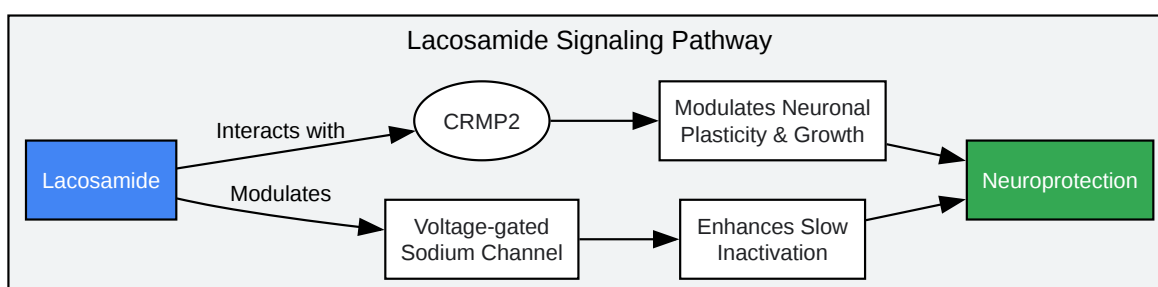 Lacosamide Signaling Pathway
Interacts with
CRMP2
Modulates Neuronal
Plasticity & Growth
Lacosamide
Neuroprotection
Modulates
Voltage-gated
Sodium Channel
Enhances Slow
Inactivation